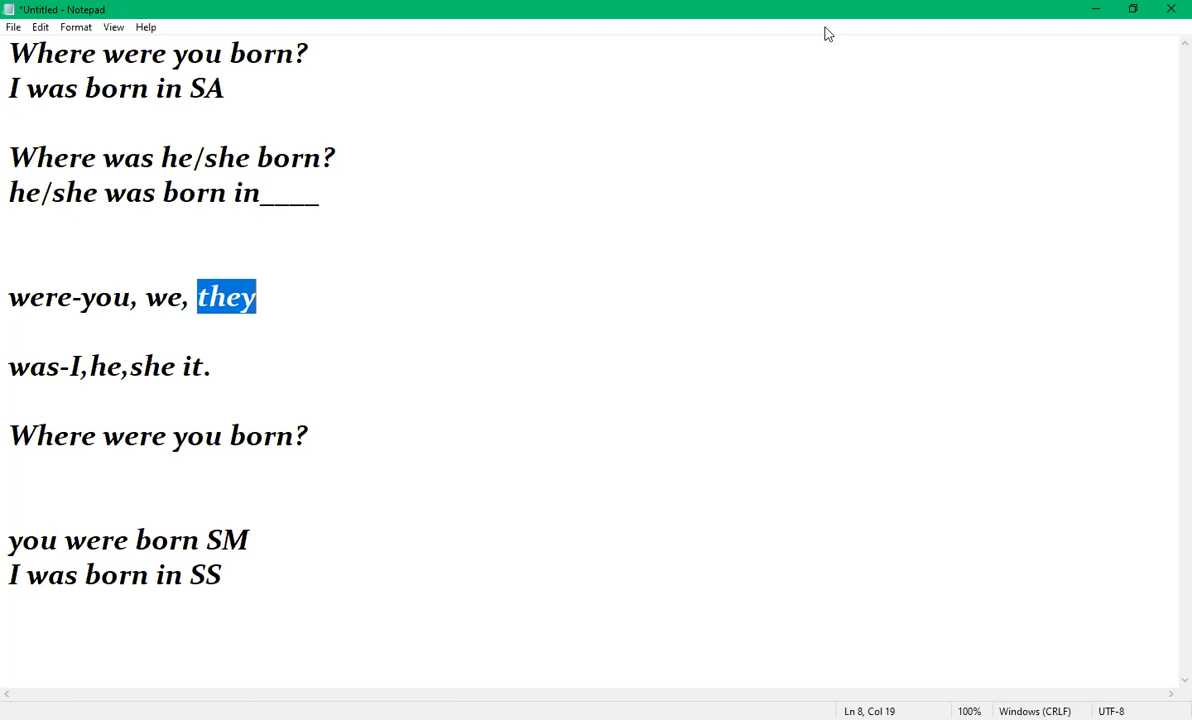 *Untitled - Notepad
File Edit Format View Help
Where were you born?
I was born in SA
Where was he/she born?
he/she was born in____
were-you, we, they
was-I,he,she it.
Where were you born?
you were born SM
I was born in SS
Ln 8, Col 19 100% Windows (CRLF) UTF-8